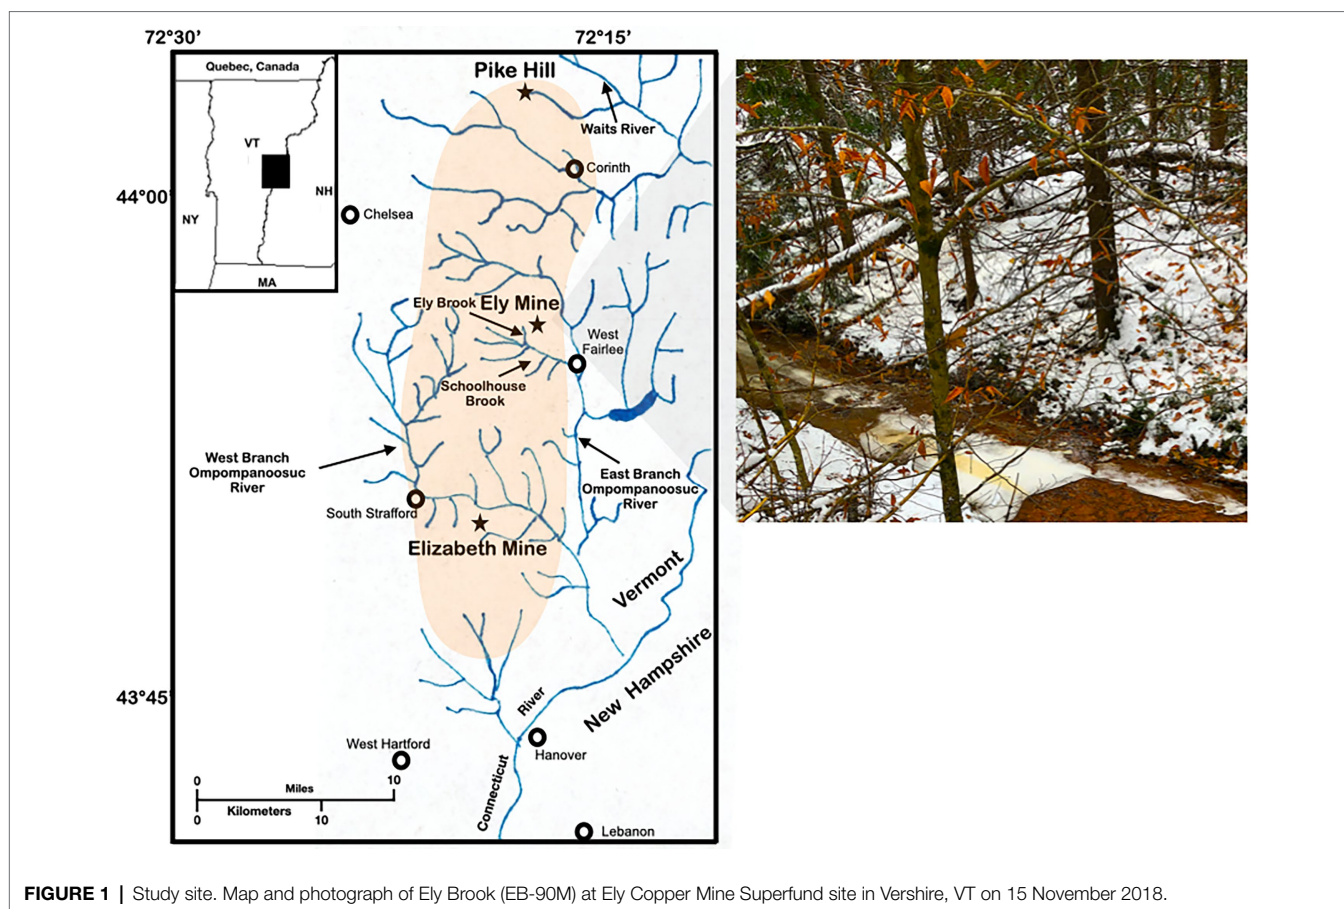 72°30'
72°15'
Quebec, Canada
VT
NH
NY
MA
Pike Hill
Waits River
Corinth
44°00'
Chelsea
Ely Brook
Ely Mine
West
Fairlee
Schoolhouse
Brook
West Branch
Ompompanoosuc
River
East Branch
Ompompanoosuc
River
South Strafford
Elizabeth Mine
Vermont
New Hampshire
43°45'
River
Connecticut
West Hartford
Hanover
0
10
Miles
Kilometers
0
10
Lebanon
FIGURE 1 | Study site. Map and photograph of Ely Brook (EB-90M) at Ely Copper Mine Superfund site in Vershire, VT on 15 November 2018.